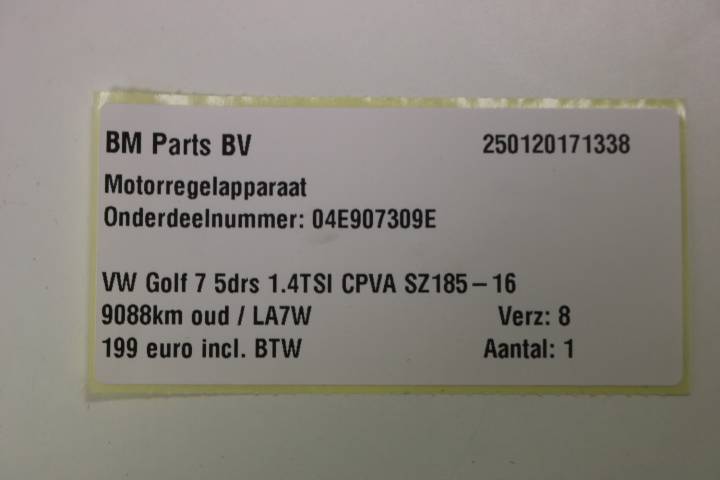 BM Parts BV 250120171338
Motorregelapparaat
Onderdeelnummer: 04E907309E
VW Golf 7 5drs 1.4TSI CPVA SZ185-16
9088km oud / LA7W Verz: 8
199 euro incl. BTW Aantal: 1